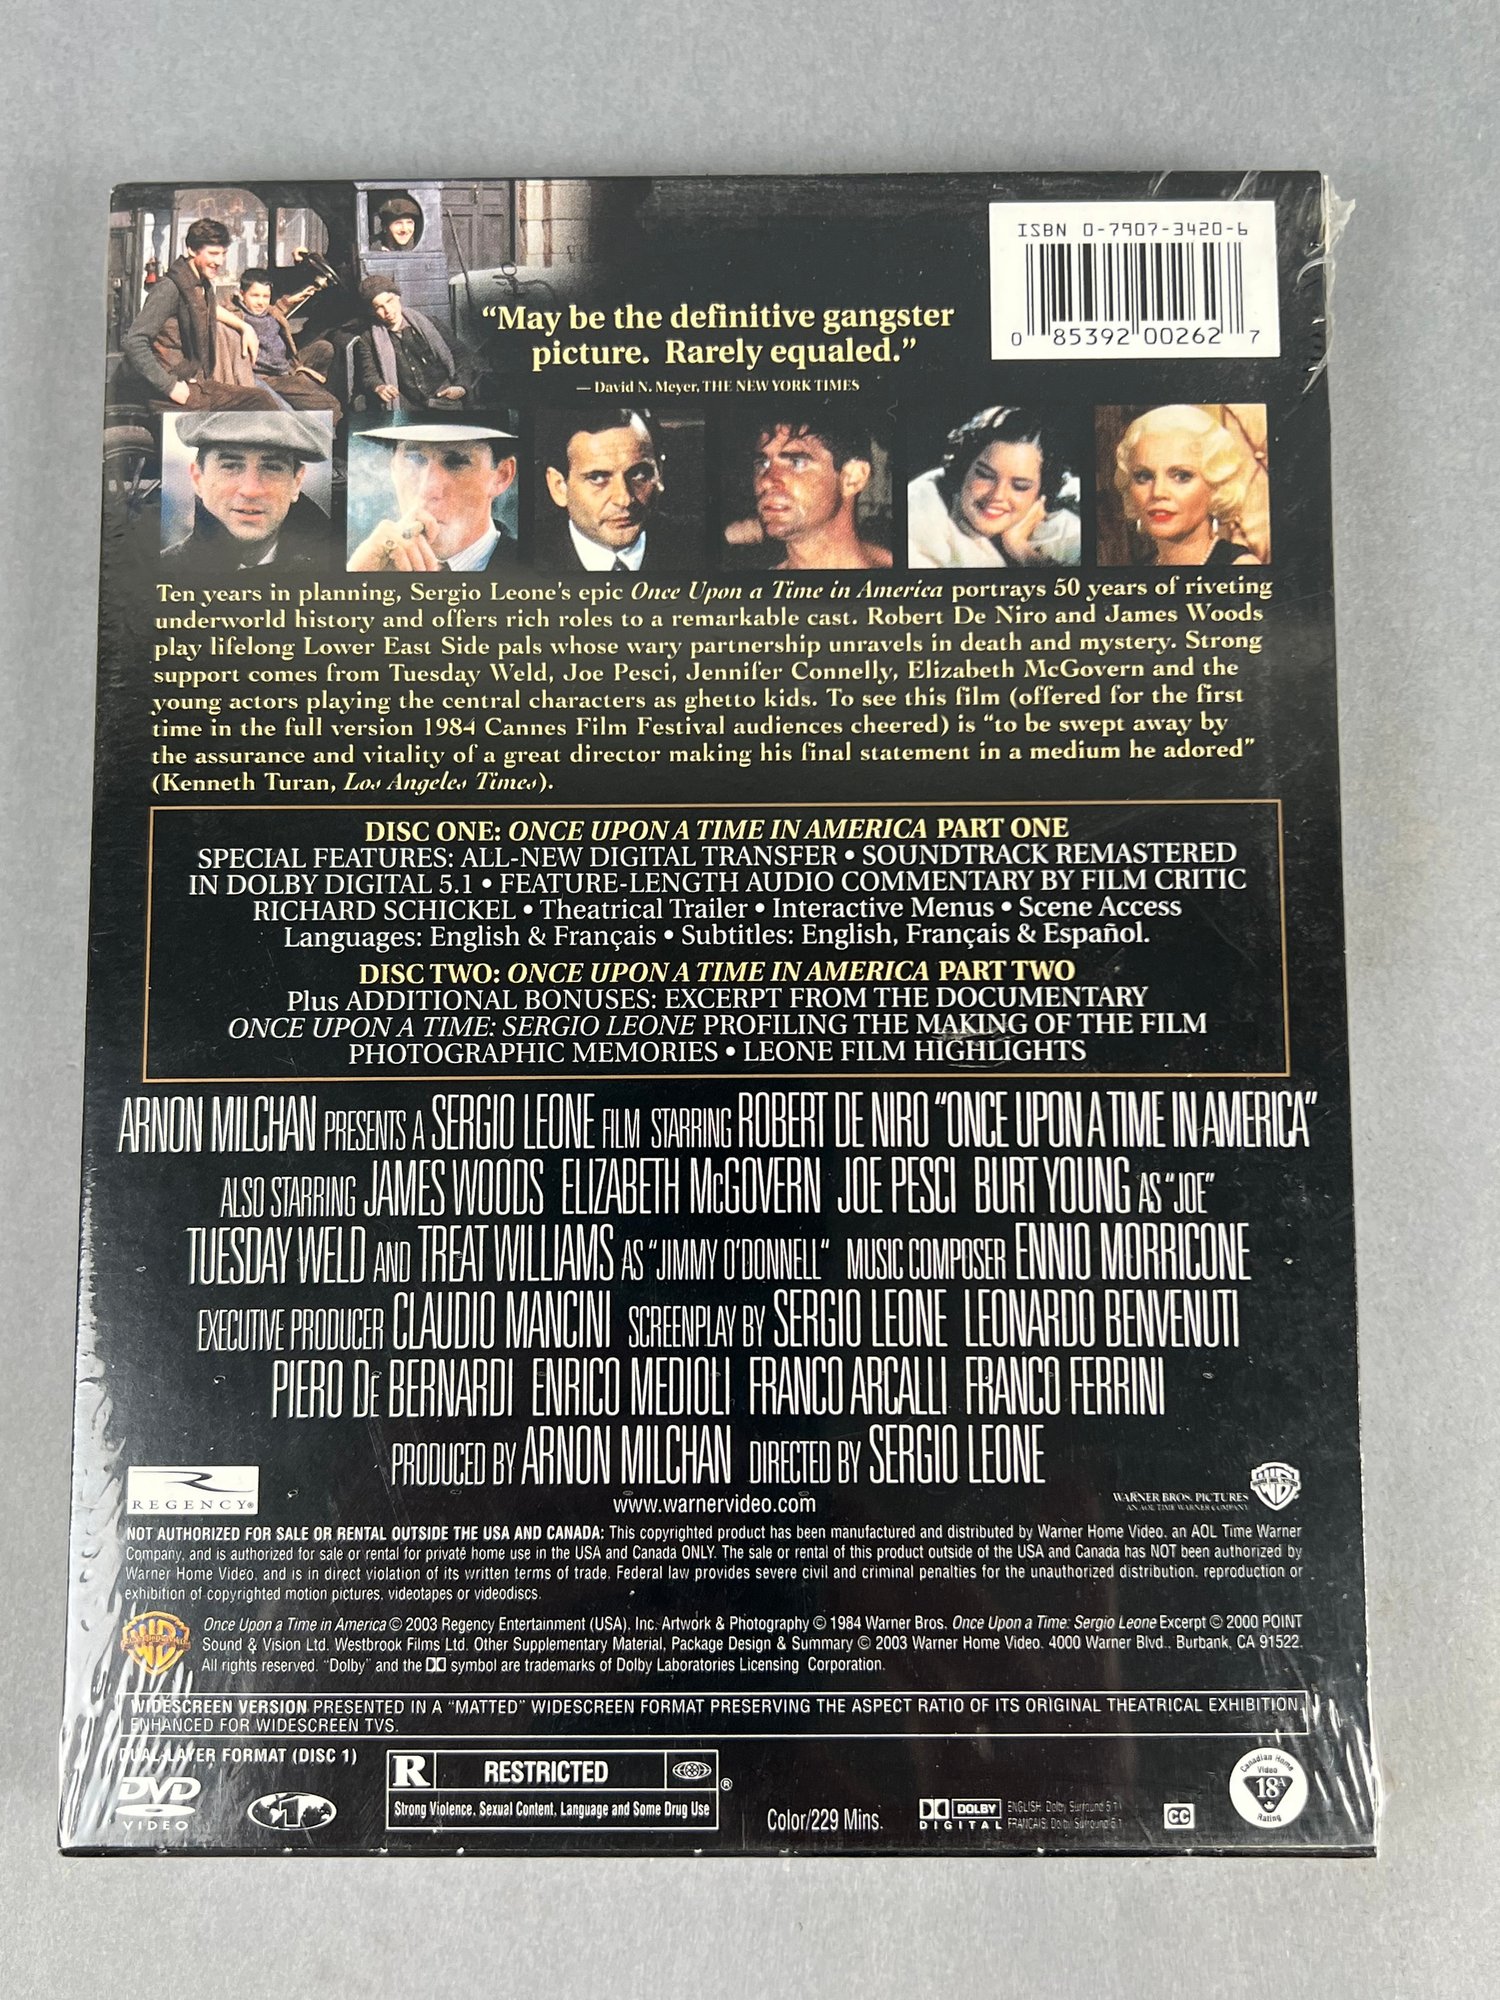 ISBN 0-7907-3420-6
0 85392 00262 7
“May be the definitive gangster
picture. Rarely equaled.”
— David N. Meyer, THE NEW YORK TIMES
Ten years in planning, Sergio Leone's epic Once Upon a Time in America portrays 50 years of riveting
underworld history and offers rich roles to a remarkable cast. Robert De Niro and James Woods
play lifelong Lower East Side pals whose wary partnership unravels in death and mystery. Strong
support comes from Tuesday Weld, Joe Pesci, Jennifer Connelly, Elizabeth McGovern and the
young actors playing the central characters as ghetto kids. To see this film (offered for the first
time in the full version 1984 Cannes Film Festival audiences cheered) is “to be swept away by
the assurance and vitality of a great director making his final statement in a medium he adored”
(Kenneth Turan, Los Angeles Times).
DISC ONE: ONCE UPON A TIME IN AMERICA PART ONE
SPECIAL FEATURES: ALL-NEW DIGITAL TRANSFER • SOUNDTRACK REMASTERED
IN DOLBY DIGITAL 5.1 • FEATURE-LENGTH AUDIO COMMENTARY BY FILM CRITIC
RICHARD SCHICKEL • Theatrical Trailer • Interactive Menus • Scene Access
Languages: English & Français • Subtitles: English, Français & Español.
DISC TWO: ONCE UPON A TIME IN AMERICA PART TWO
Plus ADDITIONAL BONUSES: EXCERPT FROM THE DOCUMENTARY
ONCE UPON A TIME: SERGIO LEONE PROFILING THE MAKING OF THE FILM
PHOTOGRAPHIC MEMORIES • LEONE FILM HIGHLIGHTS
ARNON MILCHAN PRESENTS A SERGIO LEONE FILM STARRING ROBERT DE NIRO “ONCE UPON A TIME IN AMERICA”
ALSO STARRING JAMES WOODS ELIZABETH McGOVERN JOE PESCI BURT YOUNG AS “JOE”
TUESDAY WELD AND TREAT WILLIAMS AS “JIMMY O'DONNELL“ MUSIC COMPOSER ENNIO MORRICONE
EXECUTIVE PRODUCER CLAUDIO MANCINI SCREENPLAY BY SERGIO LEONE LEONARDO BENVENUTI
PIERO DE BERNARDI ENRICO MEDIOLI FRANCO ARCALLI FRANCO FERRINI
PRODUCED BY ARNON MILCHAN DIRECTED BY SERGIO LEONE
REGENCY®
www.warnervideo.com
WARNER BROS. PICTURES
AN AOL TIME WARNER COMPANY
NOT AUTHORIZED FOR SALE OR RENTAL OUTSIDE THE USA AND CANADA: This copyrighted product has been manufactured and distributed by Warner Home Video, an AOL Time Warner
Company, and is authorized for sale or rental for private home use in the USA and Canada ONLY. The sale or rental of this product outside of the USA and Canada has NOT been authorized by
Warner Home Video, and is in direct violation of its written terms of trade. Federal law provides severe civil and criminal penalties for the unauthorized distribution, reproduction or
exhibition of copyrighted motion pictures, videotapes or videodiscs.
Once Upon a Time in America © 2003 Regency Entertainment (USA), Inc. Artwork & Photography © 1984 Warner Bros. Once Upon a Time: Sergio Leone Excerpt © 2000 POINT
Sound & Vision Ltd. Westbrook Films Ltd. Other Supplementary Material, Package Design & Summary © 2003 Warner Home Video. 4000 Warner Blvd., Burbank, CA 91522.
All rights reserved. “Dolby” and the DD symbol are trademarks of Dolby Laboratories Licensing Corporation.
WIDESCREEN VERSION PRESENTED IN A “MATTED” WIDESCREEN FORMAT PRESERVING THE ASPECT RATIO OF ITS ORIGINAL THEATRICAL EXHIBITION.
ENHANCED FOR WIDESCREEN TVS.
DUAL-LAYER FORMAT (DISC 1)
DVD
VIDEO
1
R RESTRICTED ®
Strong Violence, Sexual Content, Language and Some Drug Use
Color/229 Mins.
DOLBY
DIGITAL
ENGLISH: Dolby Surround 5.1
FRANÇAIS: Dolby Surround 5.1
CC
Canadian Home
Video
18A
Rating